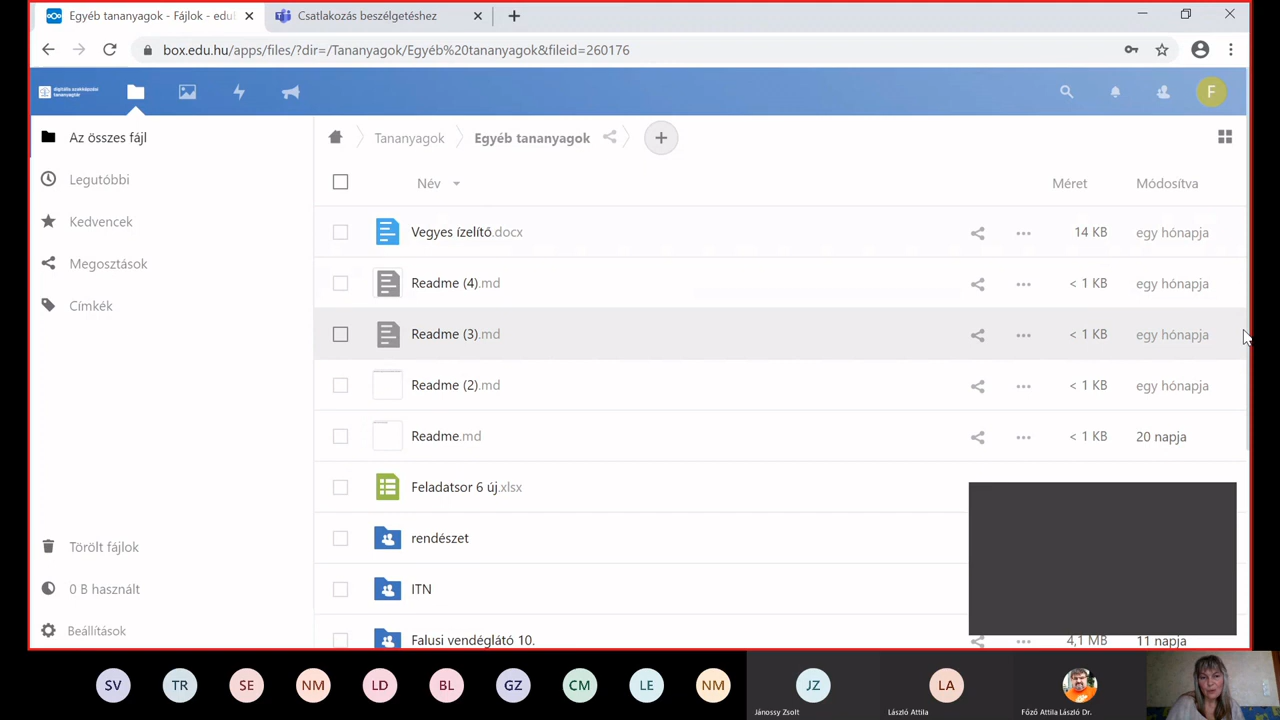 Egyéb tananyagok - Fájlok - edu
Csatlakozás beszélgetéshez
box.edu.hu/apps/files/?dir=/Tananyagok/Egyéb%20tananyagok&fileid=260176
digitális szakképzési
tananyagtár
F
Az összes fájl
Legutóbbi
Kedvencek
Megosztások
Címkék
Törölt fájlok
0 B használt
Beállítások
Tananyagok
Egyéb tananyagok
Név
Méret
Módosítva
Vegyes ízelítő.docx
14 KB
egy hónapja
Readme (4).md
< 1 KB
egy hónapja
Readme (3).md
< 1 KB
egy hónapja
Readme (2).md
< 1 KB
egy hónapja
Readme.md
< 1 KB
20 napja
Feladatsor 6 új.xlsx
rendészet
ITN
Falusi vendéglátó 10.
4,1 MB
11 napja
SV
TR
SE
NM
LD
BL
GZ
CM
LE
NM
JZ
Jánossy Zsolt
LA
László Attila
Főző Attila László Dr.